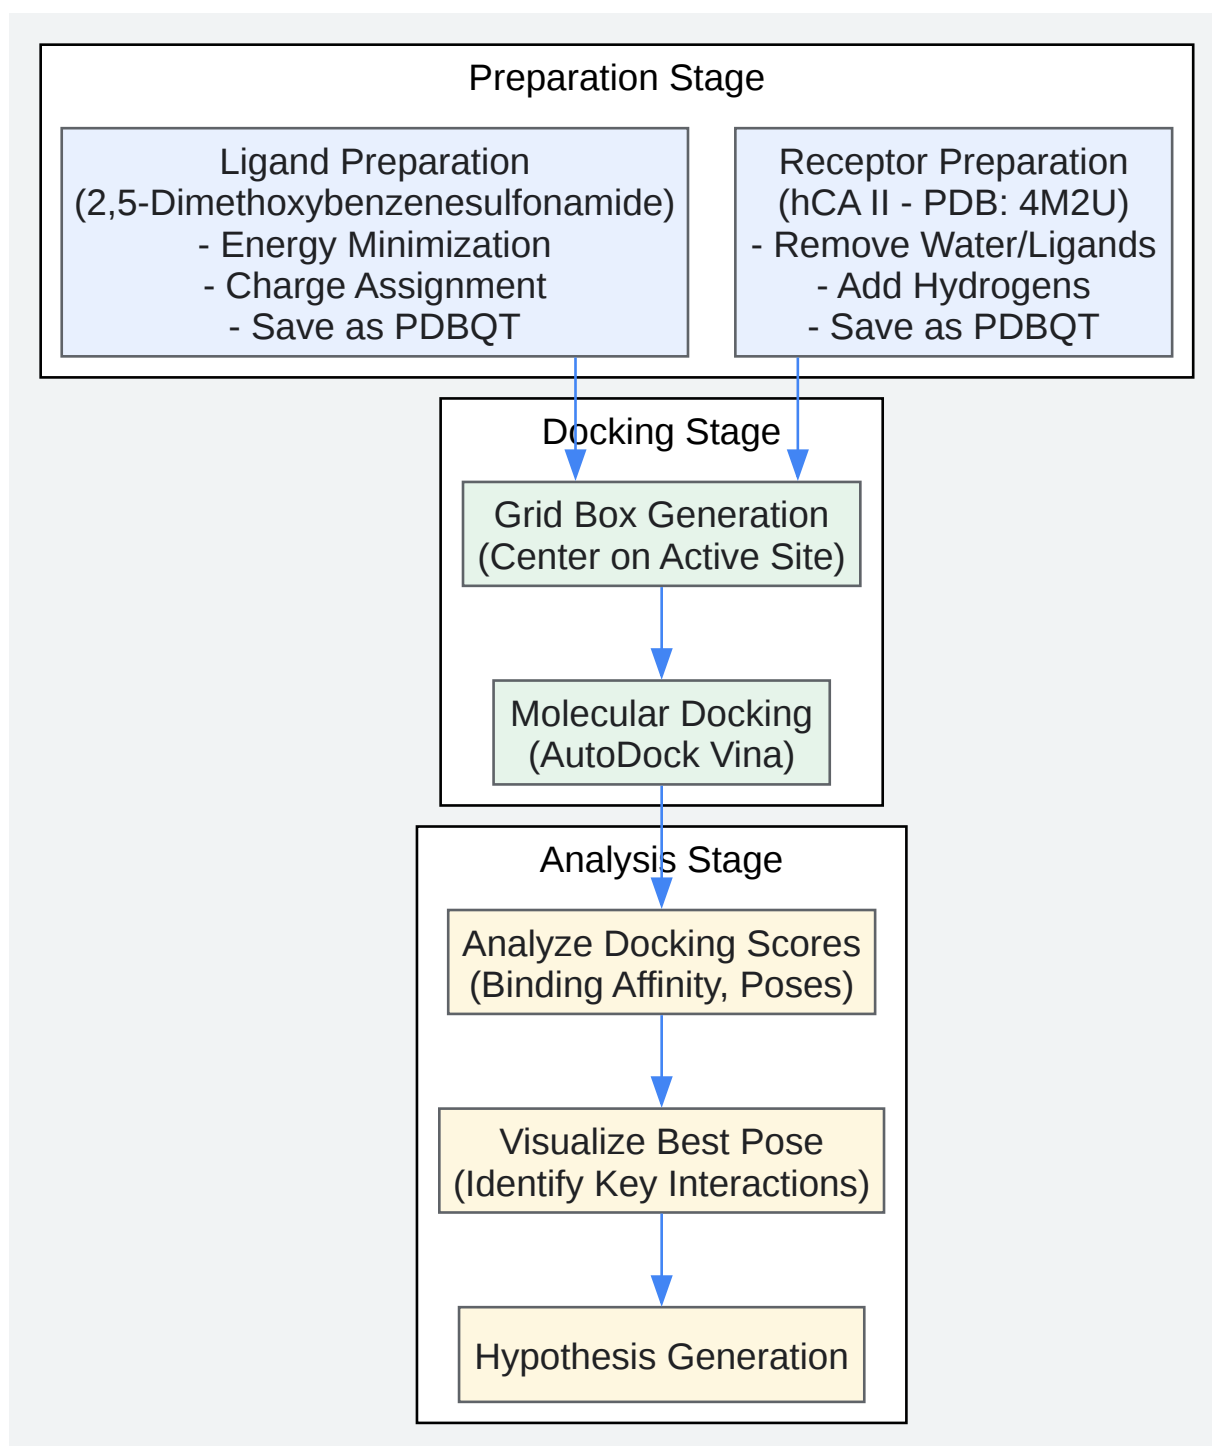 Preparation Stage
Ligand Preparation
(2,5-Dimethoxybenzenesulfonamide)
- Energy Minimization
- Charge Assignment
- Save as PDBQT
Receptor Preparation
(hCA II - PDB: 4M2U)
- Remove Water/Ligands
- Add Hydrogens
- Save as PDBQT
Docking Stage
Grid Box Generation
(Center on Active Site)
Molecular Docking
(AutoDock Vina)
Analysis Stage
Analyze Docking Scores
(Binding Affinity, Poses)
Visualize Best Pose
(Identify Key Interactions)
Hypothesis Generation